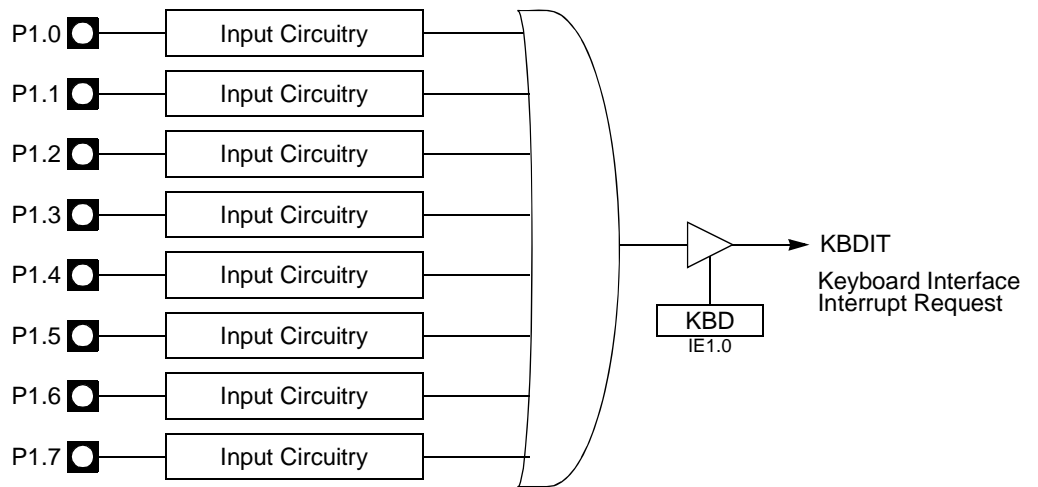 P1.0 Input Circuitry
P1.1 Input Circuitry
P1.2 Input Circuitry
P1.3 Input Circuitry
P1.4 Input Circuitry
P1.5 Input Circuitry
P1.6 Input Circuitry
P1.7 Input Circuitry
KBDIT
Keyboard Interface
Interrupt Request
KBD
IE1.0